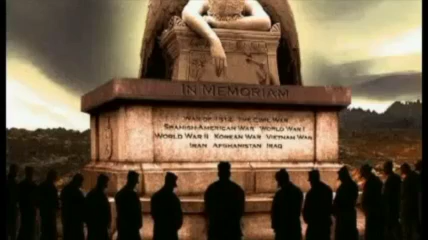 In Memoriam
War of 1812 The Civil War
Spanish-American War World War I
World War II Korean War Vietnam War
Iran Afghanistan Iraq